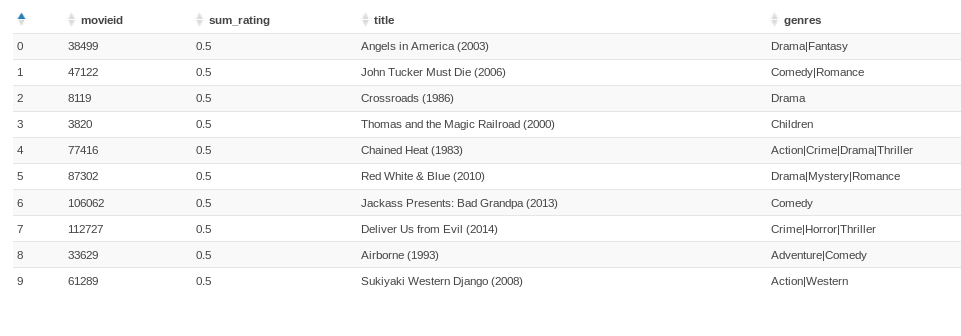 movieid sum_rating title genres
0 38499 0.5 Angels in America (2003) Drama|Fantasy
1 47122 0.5 John Tucker Must Die (2006) Comedy|Romance
2 8119 0.5 Crossroads (1986) Drama
3 3820 0.5 Thomas and the Magic Railroad (2000) Children
4 77416 0.5 Chained Heat (1983) Action|Crime|Drama|Thriller
5 87302 0.5 Red White & Blue (2010) Drama|Mystery|Romance
6 106062 0.5 Jackass Presents: Bad Grandpa (2013) Comedy
7 112727 0.5 Deliver Us from Evil (2014) Crime|Horror|Thriller
8 33629 0.5 Airborne (1993) Adventure|Comedy
9 61289 0.5 Sukiyaki Western Django (2008) Action|Western